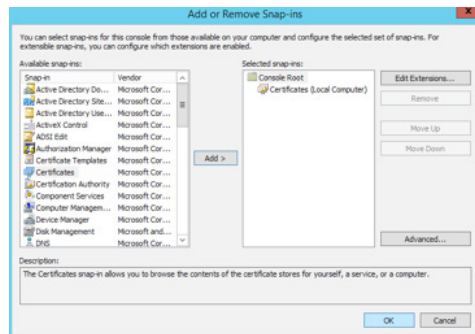 Add or Remove Snap-ins
You can select snap-ins for this console from those available on your computer and configure the selected set of snap-ins. For
extensible snap-ins, you can configure which extensions are enabled.
Available snap-ins:
Selected snap-ins:
Snap-in Vendor
Active Directory Do... Microsoft Cor...
Active Directory Site... Microsoft Cor...
Active Directory Use... Microsoft Cor...
ActiveX Control Microsoft Cor...
ADSI Edit Microsoft Cor...
Authorization Manager Microsoft Cor...
Certificate Templates Microsoft Cor...
Certificates Microsoft Cor...
Certification Authority Microsoft Cor...
Component Services Microsoft Cor...
Computer Managem... Microsoft Cor...
Device Manager Microsoft Cor...
Disk Management Microsoft and...
DNS Microsoft Cor...
Add >
Console Root
Certificates (Local Computer)
Edit Extensions...
Remove
Move Up
Move Down
Advanced...
Description:
The Certificates snap-in allows you to browse the contents of the certificate stores for yourself, a service, or a computer.
OK
Cancel